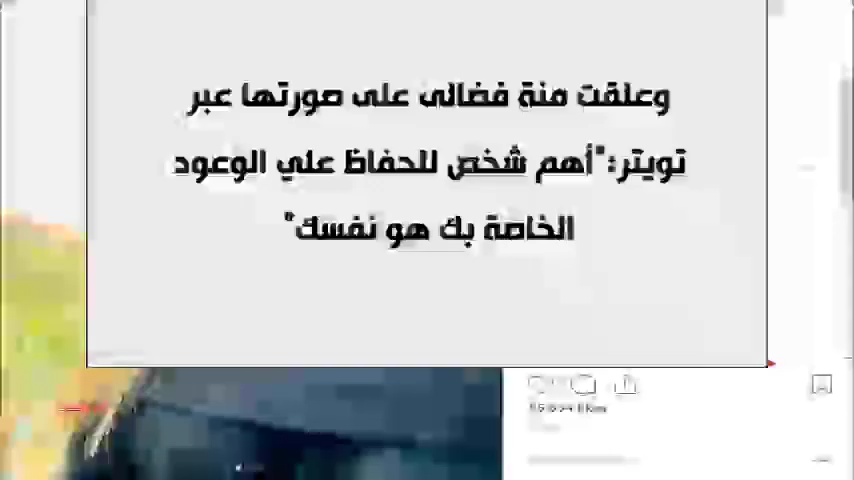 وعلقت منة فضالى على صورتها عبر
تويتر:"أهم شخص للحفاظ علي الوعود
الخاصة بك هو نفسك"